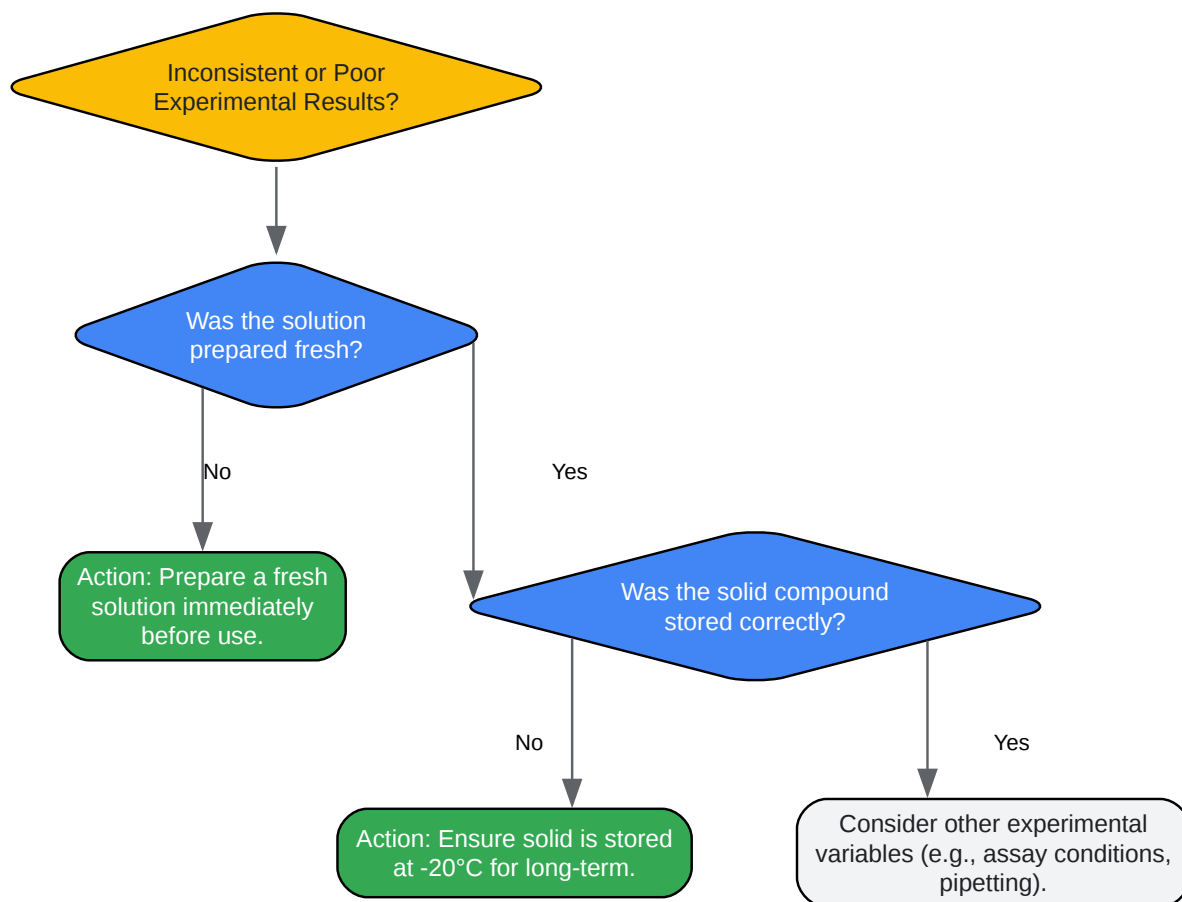 Inconsistent or Poor
Experimental Results?
Was the solution
prepared fresh?
No
Yes
Action: Prepare a fresh
solution immediately
before use.
Was the solid compound
stored correctly?
No
Yes
Action: Ensure solid is stored
at -20°C for long-term.
Consider other experimental
variables (e.g., assay conditions,
pipetting).